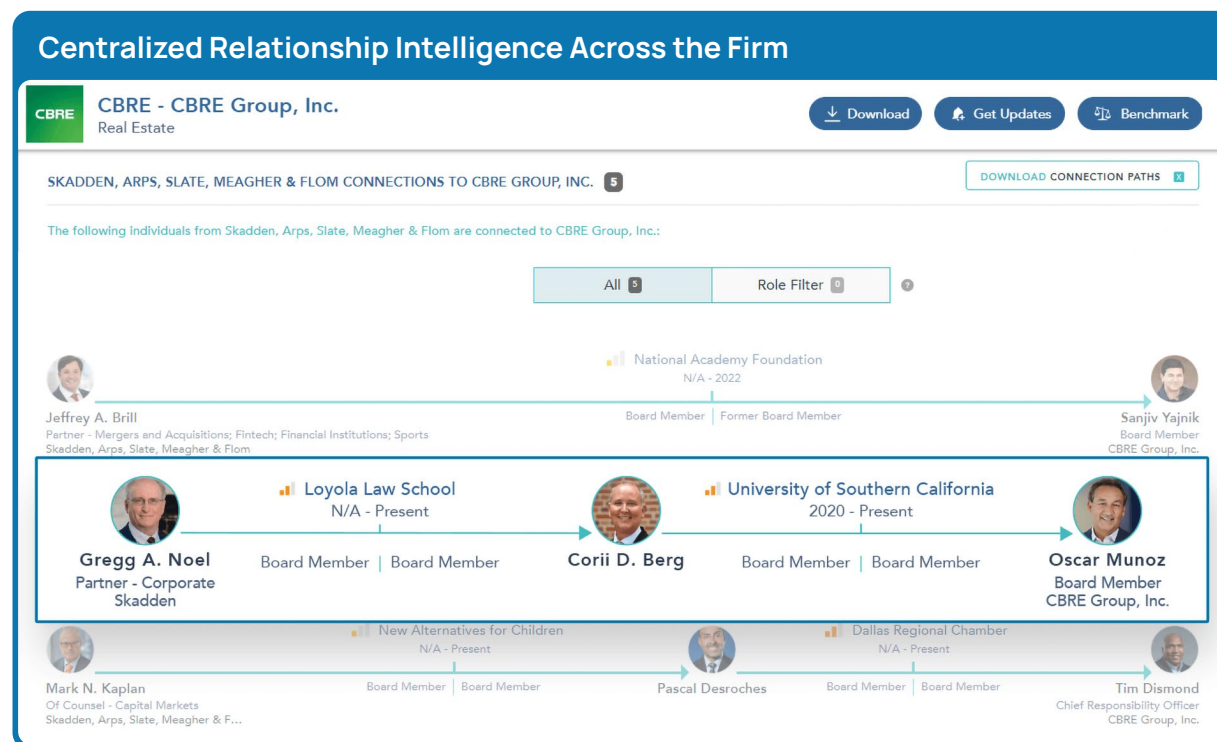 Centralized Relationship Intelligence Across the Firm
CBRE
CBRE - CBRE Group, Inc.
Real Estate
Download
Get Updates
Benchmark
SKADDEN, ARPS, SLATE, MEAGHER & FLOM CONNECTIONS TO CBRE GROUP, INC. 5
DOWNLOAD CONNECTION PATHS X
The following individuals from Skadden, Arps, Slate, Meagher & Flom are connected to CBRE Group, Inc.:
All 5
Role Filter 0
?
National Academy Foundation
N/A - 2022
Board Member | Former Board Member
Jeffrey A. Brill
Partner - Mergers and Acquisitions; Fintech; Financial Institutions; Sports
Skadden, Arps, Slate, Meagher & Flom
Sanjiv Yajnik
Board Member
CBRE Group, Inc.
Loyola Law School
N/A - Present
Board Member | Board Member
University of Southern California
2020 - Present
Board Member | Board Member
Gregg A. Noel
Partner - Corporate
Skadden
Corii D. Berg
Oscar Munoz
Board Member
CBRE Group, Inc.
New Alternatives for Children
N/A - Present
Board Member | Board Member
Dallas Regional Chamber
N/A - Present
Board Member | Board Member
Mark N. Kaplan
Of Counsel - Capital Markets
Skadden, Arps, Slate, Meagher & F...
Pascal Desroches
Tim Dismond
Chief Responsibility Officer
CBRE Group, Inc.